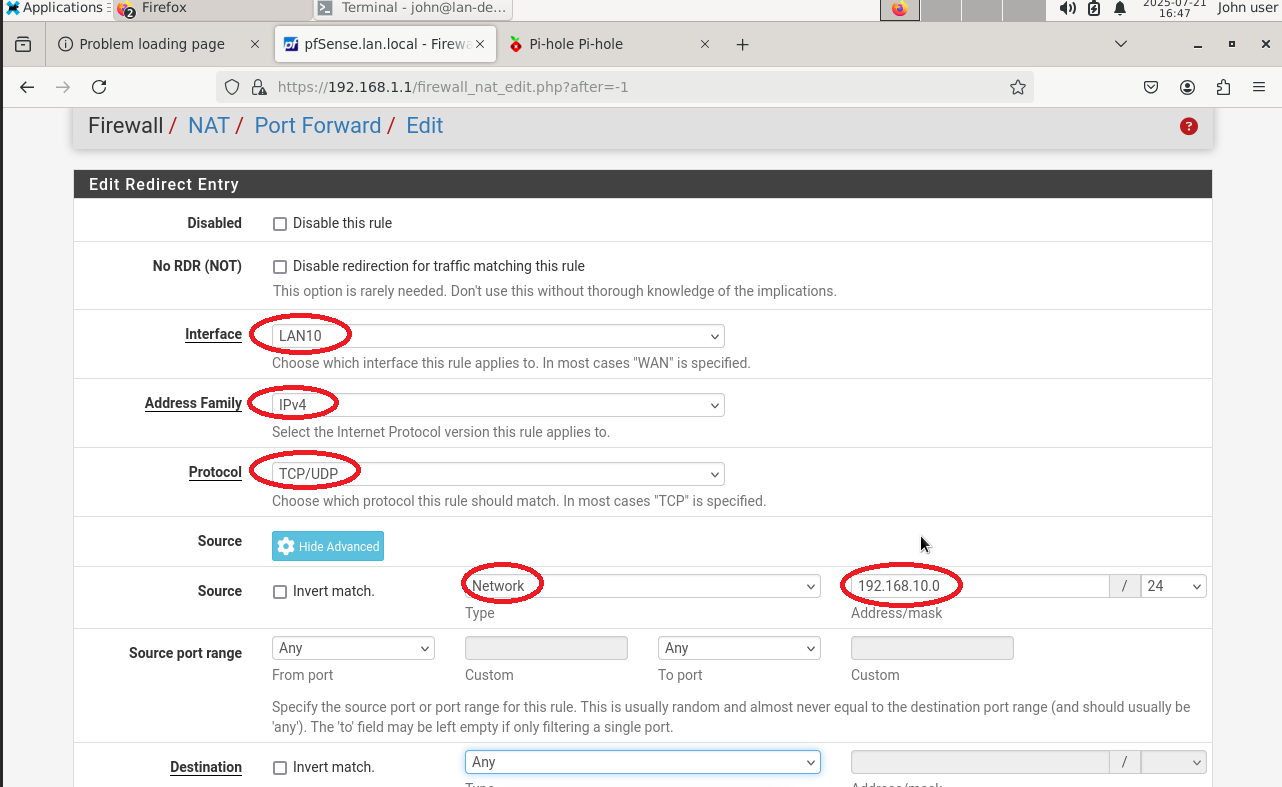 Applications
2
Firefox
Terminal - john@lan-de...
2025-07-21
16:47
John user
Problem loading page
pfSense.lan.local - Firewa
Pi-hole Pi-hole
https://192.168.1.1/firewall_nat_edit.php?after=-1
Firewall / NAT / Port Forward / Edit
Edit Redirect Entry
Disabled
Disable this rule
No RDR (NOT)
Disable redirection for traffic matching this rule
This option is rarely needed. Don't use this without thorough knowledge of the implications.
Interface
LAN10
Choose which interface this rule applies to. In most cases "WAN" is specified.
Address Family
IPv4
Select the Internet Protocol version this rule applies to.
Protocol
TCP/UDP
Choose which protocol this rule should match. In most cases "TCP" is specified.
Source
Hide Advanced
Source
Invert match.
Network
192.168.10.0
/
24
Type
Address/mask
Source port range
Any
Any
From port
Custom
To port
Custom
Specify the source port or port range for this rule. This is usually random and almost never equal to the destination port range (and should usually be
'any'). The 'to' field may be left empty if only filtering a single port.
Destination
Invert match.
Any
/
Type
Address/mask